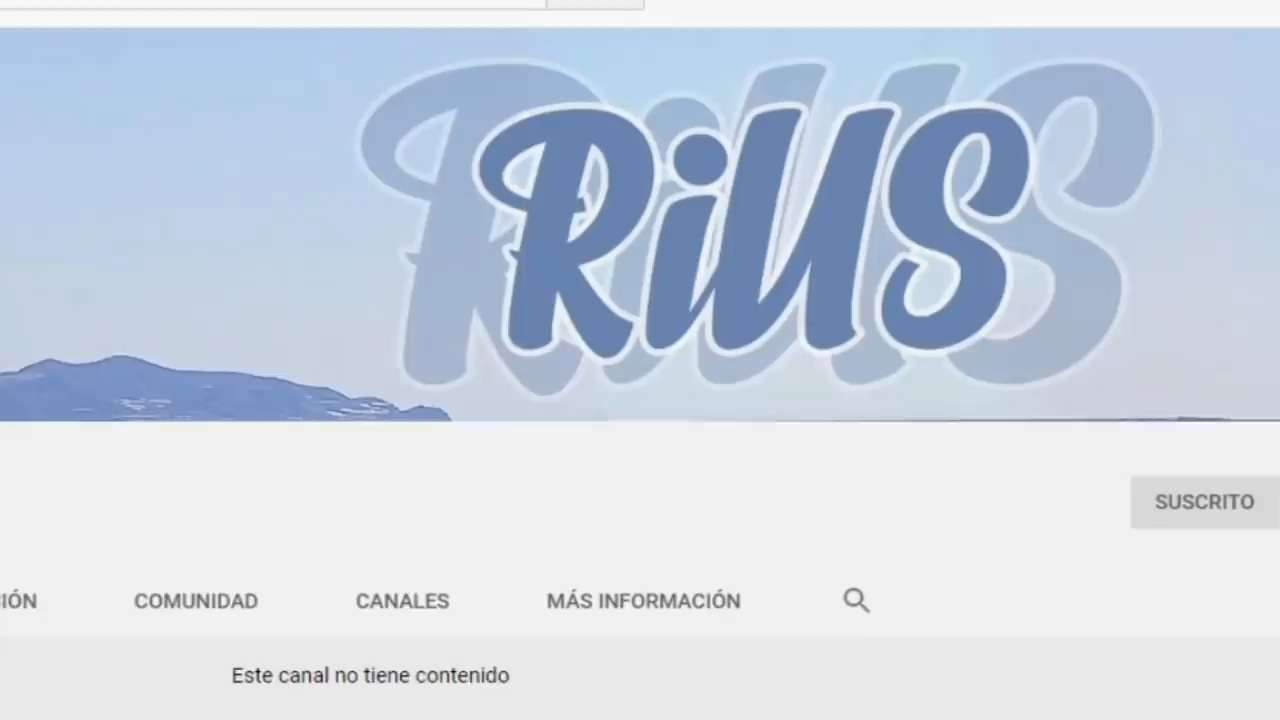 RiUS
SUSCRITO
IÓN
COMUNIDAD
CANALES
MÁS INFORMACIÓN
Este canal no tiene contenido